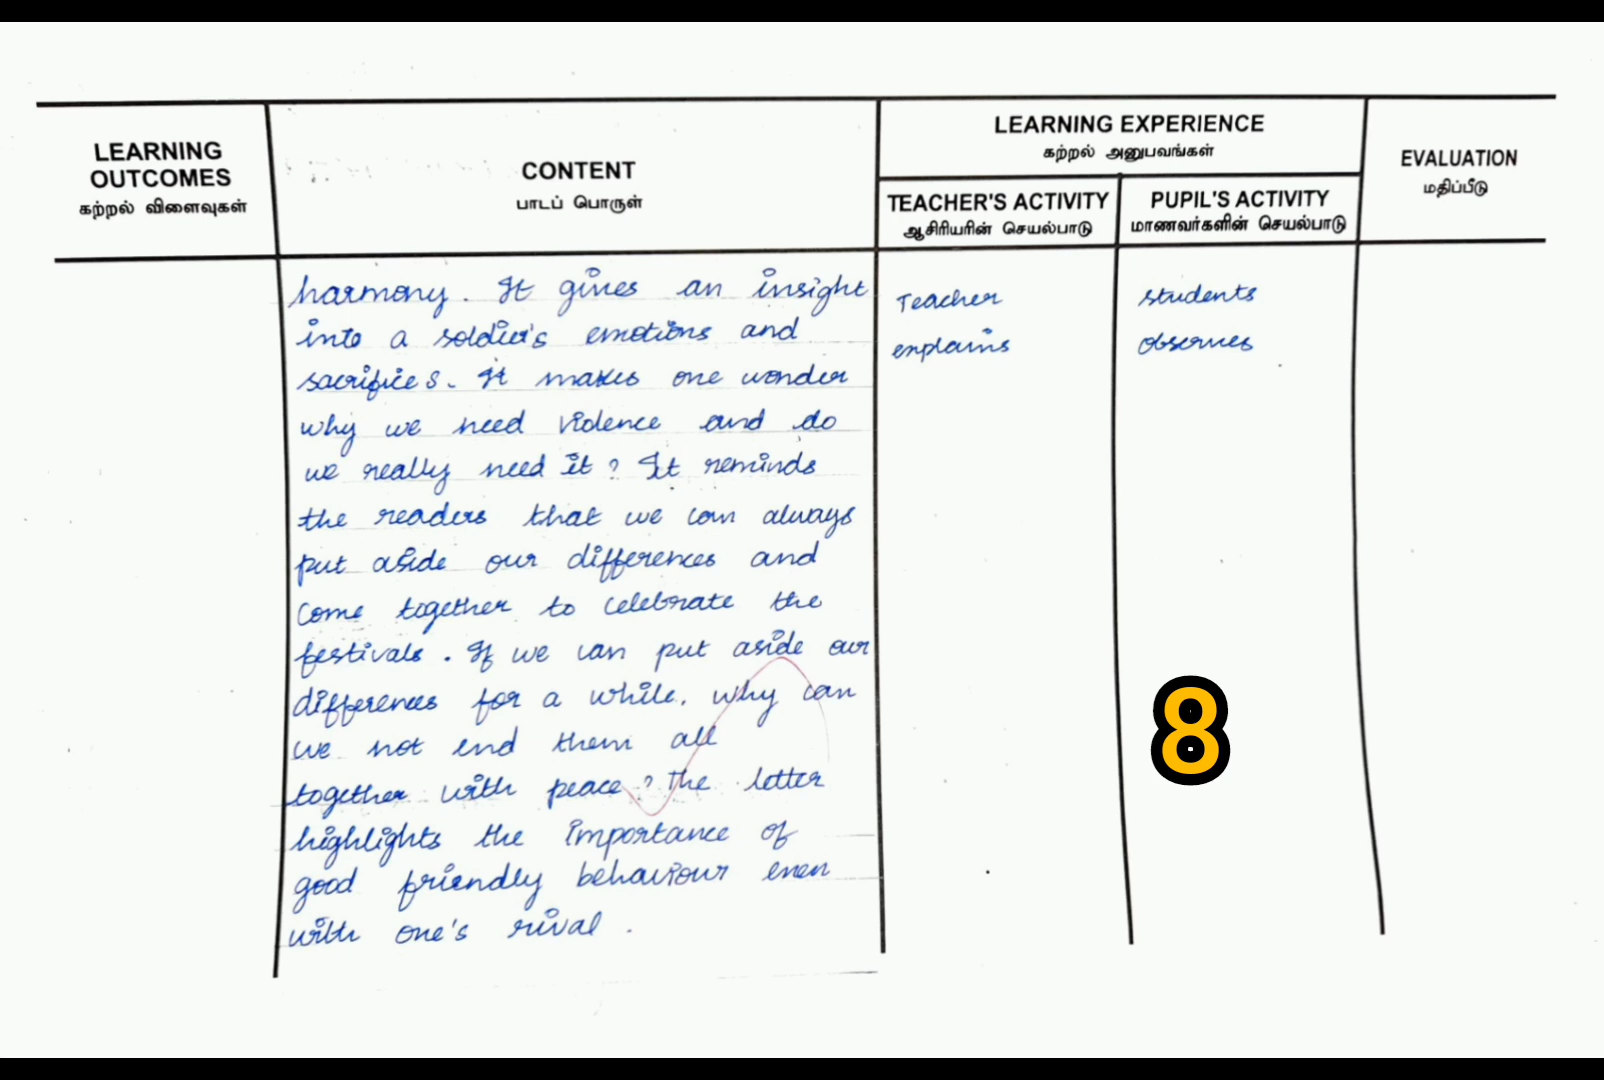 LEARNING
OUTCOMES
கற்றல் விளைவுகள்
CONTENT
பாடப் பொருள்
LEARNING EXPERIENCE
கற்றல் அனுபவங்கள்
TEACHER'S ACTIVITY
ஆசிரியரின் செயல்பாடு
PUPIL'S ACTIVITY
மாணவர்களின் செயல்பாடு
EVALUATION
மதிப்பீடு
harmony. It gives an insight
into a soldier's emotions and
sacrifices. It makes one wonder
why we need violence and do
we really need it? It reminds
the readers that we can always
put aside our differences and
come together to celebrate the
festivals. If we can put aside our
differences for a while, why can
we not end them all
together with peace? The letter
highlights the importance of
good friendly behaviour even
with one's rival.
Teacher
explains
students
observes
8